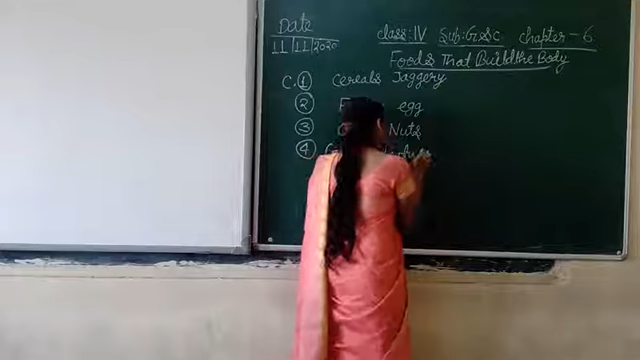 Date
11/11/2020
class: IV Sub: G.Sc chapter - 6
Foods That Build the Body
C. ① Cereals Jaggery
② egg
③ Nuts
④